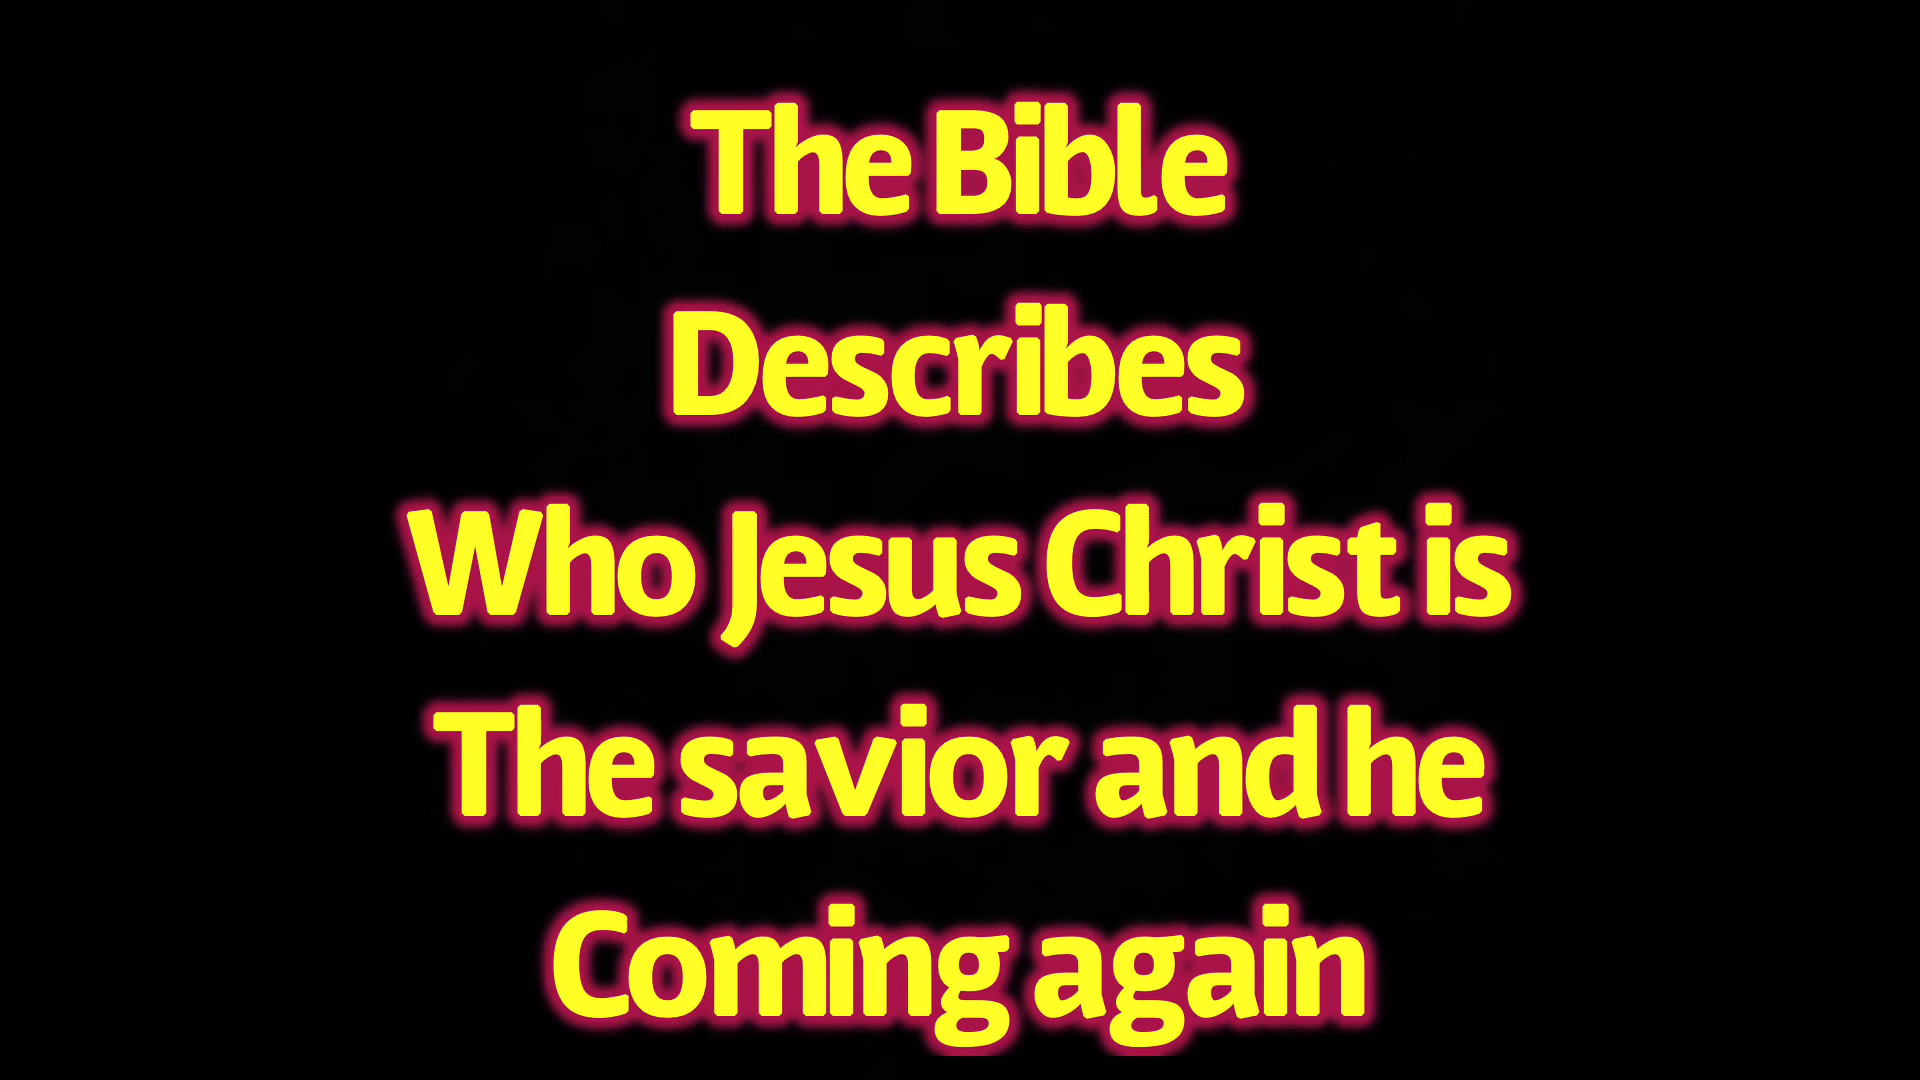 The Bible
Describes
Who Jesus Christ is
The savior and he
Coming again